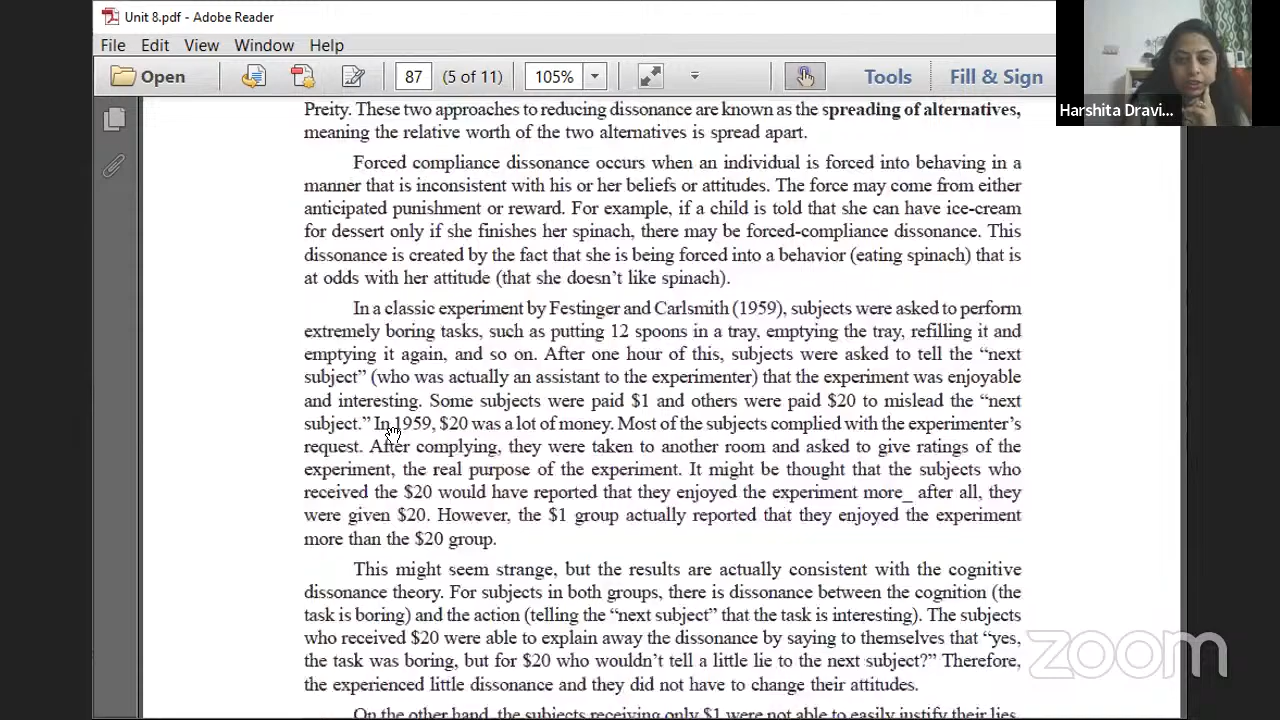 Unit 8.pdf - Adobe Reader
File Edit View Window Help
Open 87 (5 of 11) 105% Tools Fill & Sign
Harshita Dravi...
Preity. These two approaches to reducing dissonance are known as the spreading of alternatives,
meaning the relative worth of the two alternatives is spread apart.
Forced compliance dissonance occurs when an individual is forced into behaving in a
manner that is inconsistent with his or her beliefs or attitudes. The force may come from either
anticipated punishment or reward. For example, if a child is told that she can have ice-cream
for dessert only if she finishes her spinach, there may be forced-compliance dissonance. This
dissonance is created by the fact that she is being forced into a behavior (eating spinach) that is
at odds with her attitude (that she doesn't like spinach).
In a classic experiment by Festinger and Carlsmith (1959), subjects were asked to perform
extremely boring tasks, such as putting 12 spoons in a tray, emptying the tray, refilling it and
emptying it again, and so on. After one hour of this, subjects were asked to tell the “next
subject” (who was actually an assistant to the experimenter) that the experiment was enjoyable
and interesting. Some subjects were paid $1 and others were paid $20 to mislead the “next
subject.” In 1959, $20 was a lot of money. Most of the subjects complied with the experimenter's
request. After complying, they were taken to another room and asked to give ratings of the
experiment, the real purpose of the experiment. It might be thought that the subjects who
received the $20 would have reported that they enjoyed the experiment more_ after all, they
were given $20. However, the $1 group actually reported that they enjoyed the experiment
more than the $20 group.
This might seem strange, but the results are actually consistent with the cognitive
dissonance theory. For subjects in both groups, there is dissonance between the cognition (the
task is boring) and the action (telling the “next subject” that the task is interesting). The subjects
who received $20 were able to explain away the dissonance by saying to themselves that “yes,
the task was boring, but for $20 who wouldn't tell a little lie to the next subject?” Therefore,
the experienced little dissonance and they did not have to change their attitudes.
On the other hand, the subjects receiving only $1 were not able to easily justify their lies.
zoom